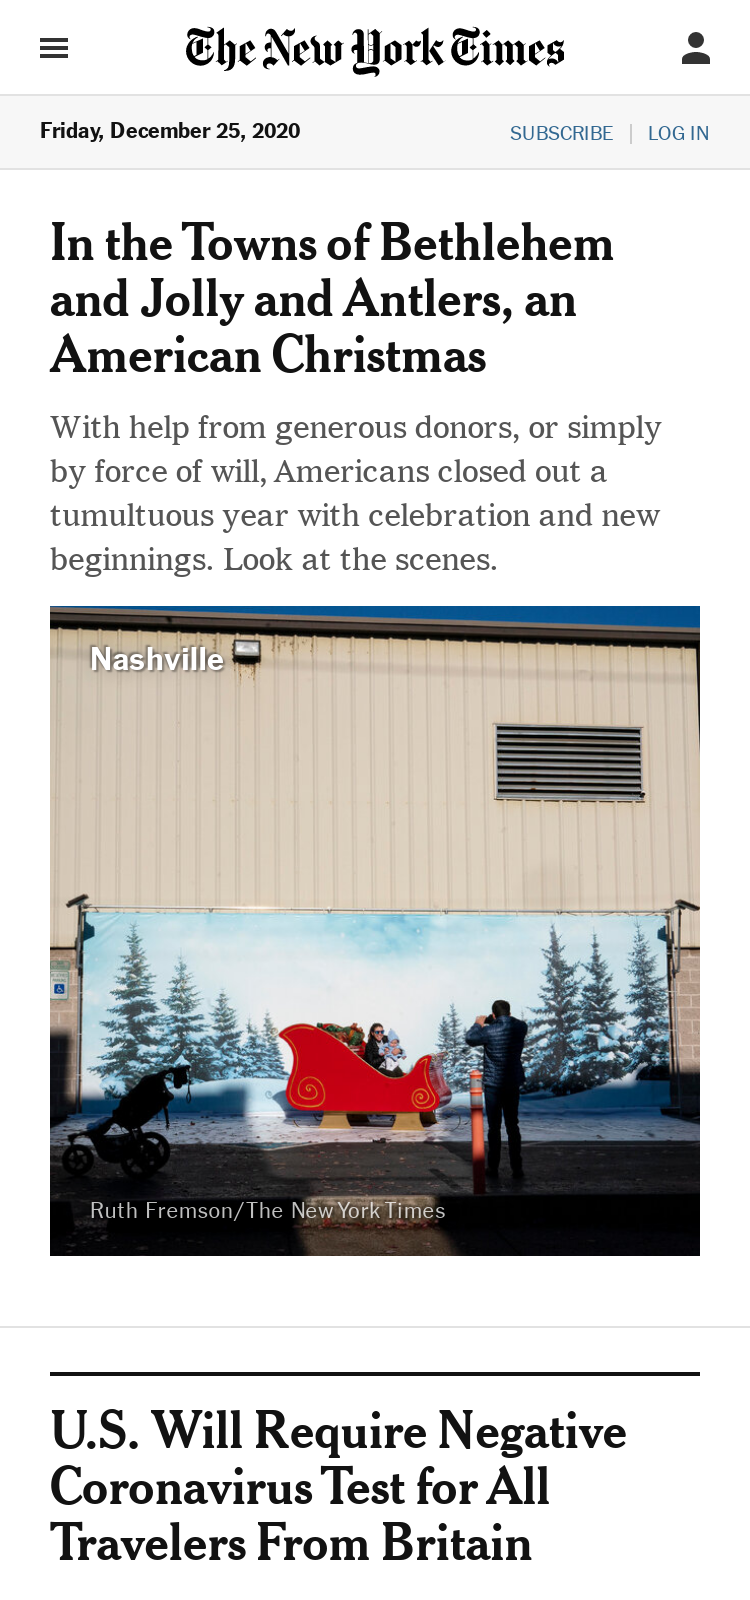 The New York Times
Friday, December 25, 2020
SUBSCRIBE | LOG IN
In the Towns of Bethlehem
and Jolly and Antlers, an
American Christmas
With help from generous donors, or simply
by force of will, Americans closed out a
tumultuous year with celebration and new
beginnings. Look at the scenes.
Nashville
Ruth Fremson/The New York Times
U.S. Will Require Negative
Coronavirus Test for All
Travelers From Britain